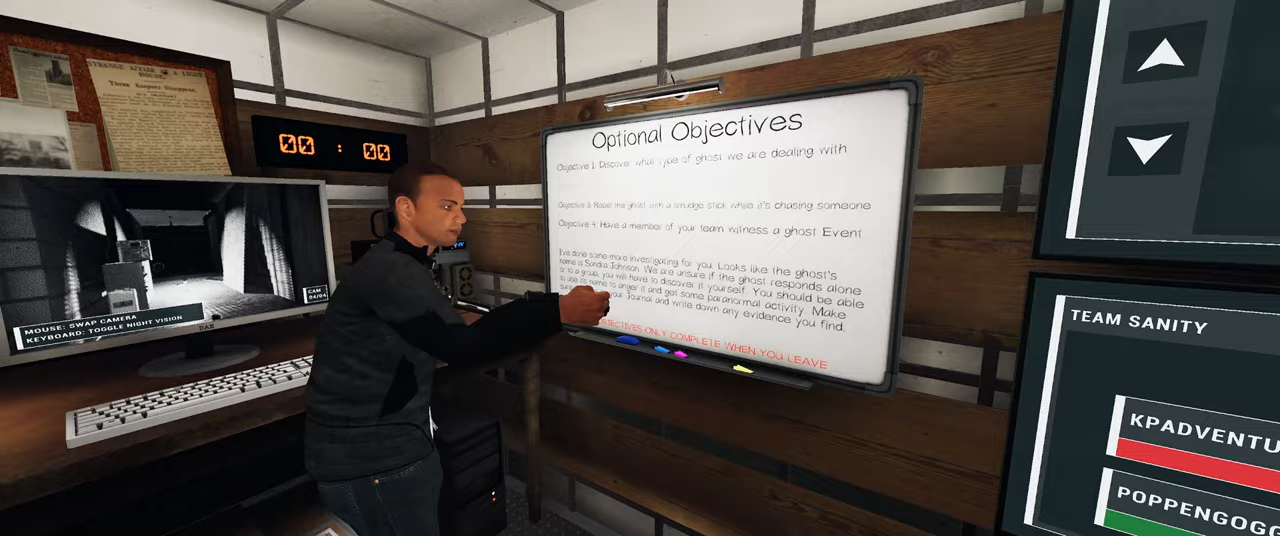 STRANGE AFFAIR
LIGHT
HOUSE
Three Keepers Disappear.
00 : 00
MOUSE: SWAP CAMERA
KEYBOARD: TOGGLE NIGHT VISION
CAM
04/04
DAR
Optional Objectives
Objective 1: Discover what type of ghost we are dealing with
Objective 3: Repel the ghost with a smudge stick while it's chasing someone
Objective 4: Have a member of your team witness a ghost Event
I've done some more investigating for you. Looks like the ghost's
name is Sandra Johnson. We are unsure if the ghost responds alone
or to a group, you will have to discover it yourself. You should be able
to use its name to anger it and get some paranormal activity. Make
your Journal and write down any evidence you find.
OBJECTIVES ONLY COMPLETE WHEN YOU LEAVE
TEAM SANITY
KPADVENTU
POPPENGOGG